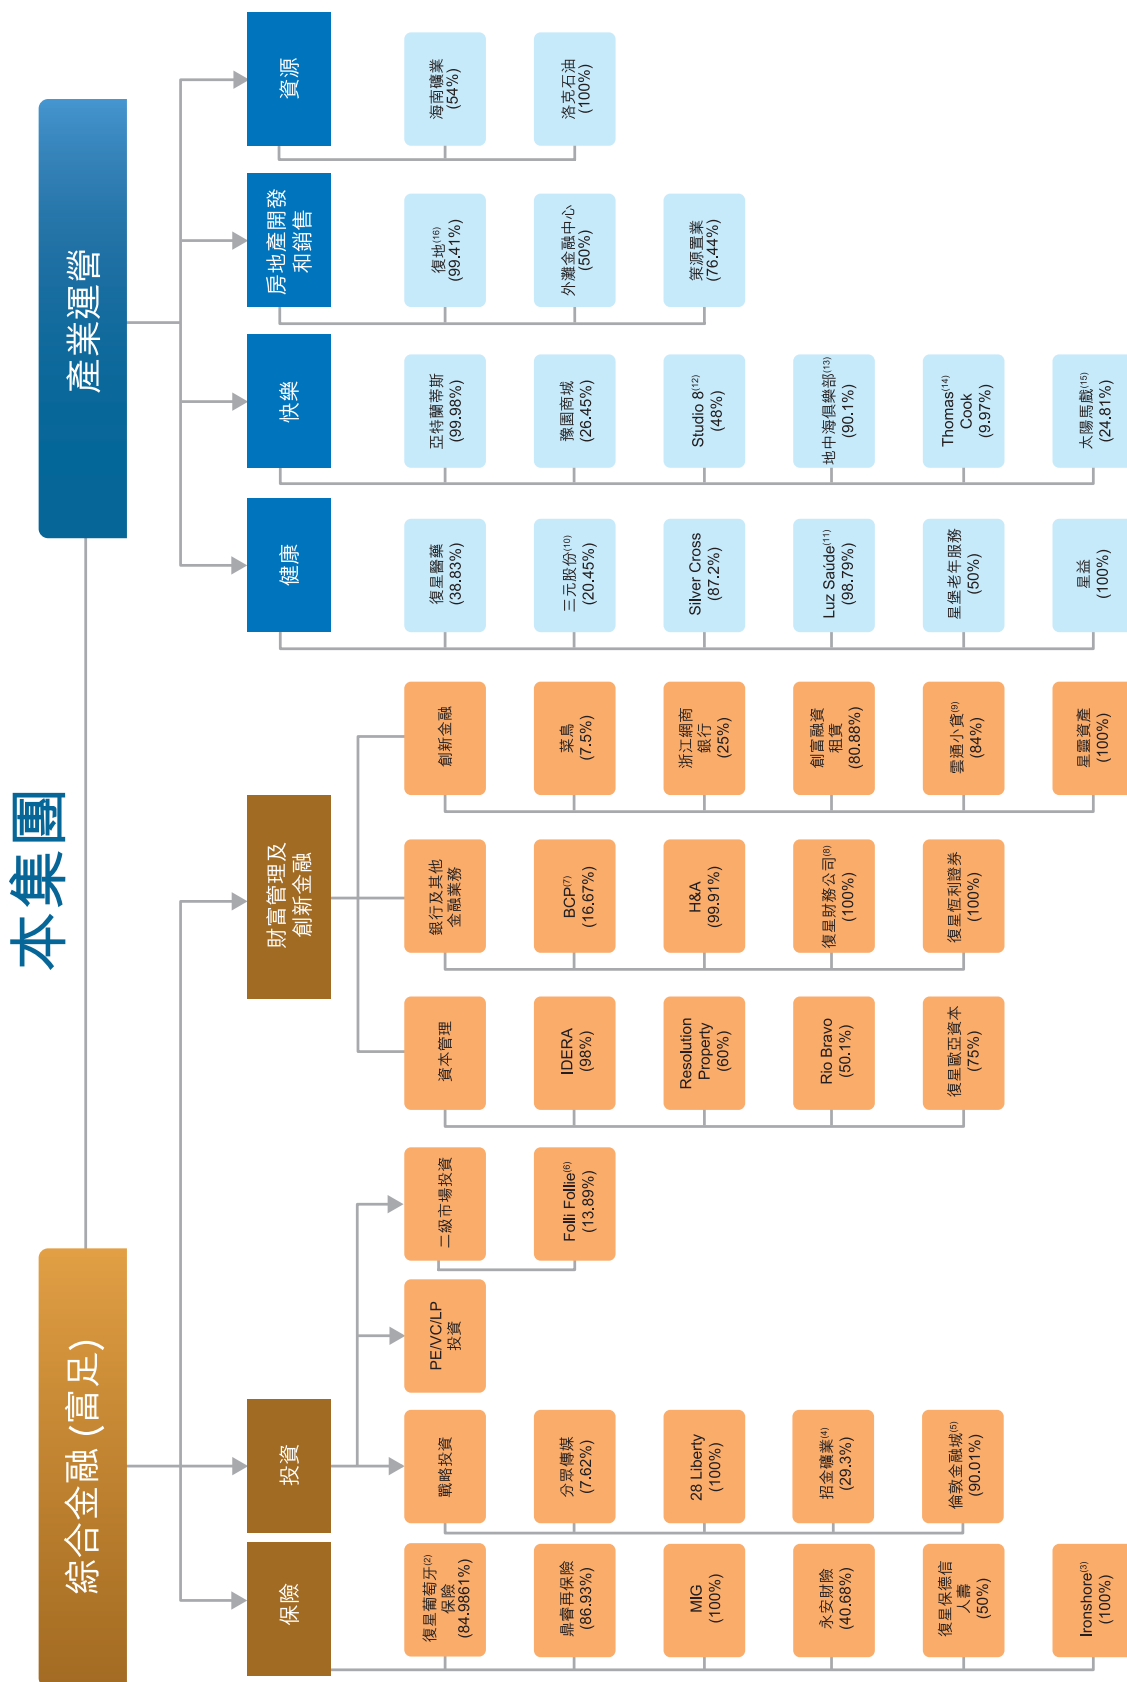 本集團
綜合金融 (富足)
保險
復星葡萄牙(2)
保險
(84.9861%)
鼎睿再保險
(86.93%)
MIG
(100%)
永安財險
(40.68%)
復星保德信
人壽
(50%)
Ironshore(3)
(100%)
投資
戰略投資
分眾傳媒
(7.62%)
28 Liberty
(100%)
招金礦業(4)
(29.3%)
倫敦金融城(5)
(90.01%)
PE/VC/LP
投資
二級市場投資
Folli Follie(6)
(13.89%)
財富管理及
創新金融
資本管理
IDERA
(98%)
Resolution
Property
(60%)
Rio Bravo
(50.1%)
復星歐亞資本
(75%)
銀行及其他
金融業務
BCP(7)
(16.67%)
H&A
(99.91%)
復星財務公司(8)
(100%)
復星恆利證券
(100%)
創新金融
菜鳥
(7.5%)
浙江網商
銀行
(25%)
創富融資
租賃
(80.88%)
雲通小貸(9)
(84%)
星靈資產
(100%)
產業運營
健康
復星醫藥
(38.83%)
三元股份(10)
(20.45%)
Silver Cross
(87.2%)
Luz Saúde(11)
(98.79%)
星堡老年服務
(50%)
星益
(100%)
快樂
亞特蘭蒂斯
(99.98%)
豫園商城
(26.45%)
Studio 8(12)
(48%)
地中海俱樂部(13)
(90.1%)
Thomas(14)
Cook
(9.97%)
太陽馬戲(15)
(24.81%)
房地產開發
和銷售
復地(16)
(99.41%)
外灘金融中心
(50%)
策源置業
(76.44%)
資源
海南礦業
(54%)
洛克石油
(100%)